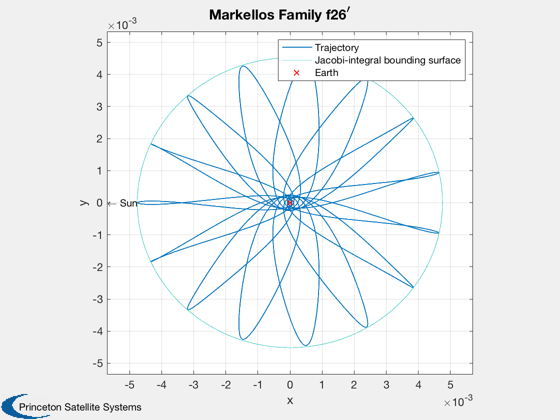 Markellos Family f26′
×10⁻³
5
4
3
2
1
0
-1
-2
-3
-4
-5
y
← Sun
Trajectory
Jacobi-integral bounding surface
Earth
-5 -4 -3 -2 -1 0 1 2 3 4 5
×10⁻³
x
Princeton Satellite Systems